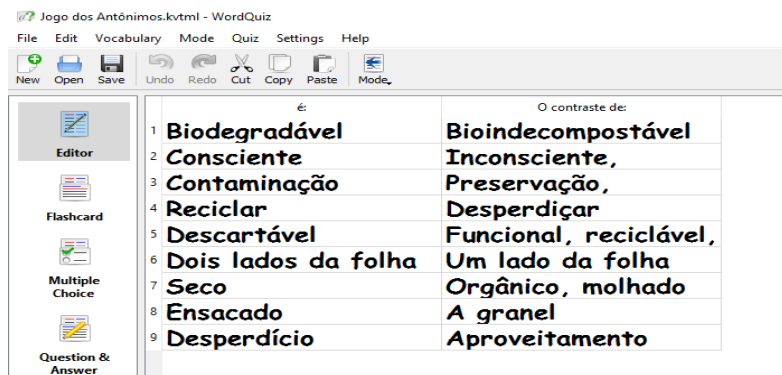 Jogo dos Antônimos.kvtml - WordQuiz
File Edit Vocabulary Mode Quiz Settings Help
New Open Save Undo Redo Cut Copy Paste Mode
é: O contraste de:
Editor
Flashcard
Multiple
Choice
Question &
Answer
1 Biodegradável Bioindecompostável
2 Consciente Inconsciente,
3 Contaminação Preservação,
4 Reciclar Desperdiçar
5 Descartável Funcional, reciclável,
6 Dois lados da folha Um lado da folha
7 Seco Orgânico, molhado
8 Ensacado A granel
9 Desperdício Aproveitamento